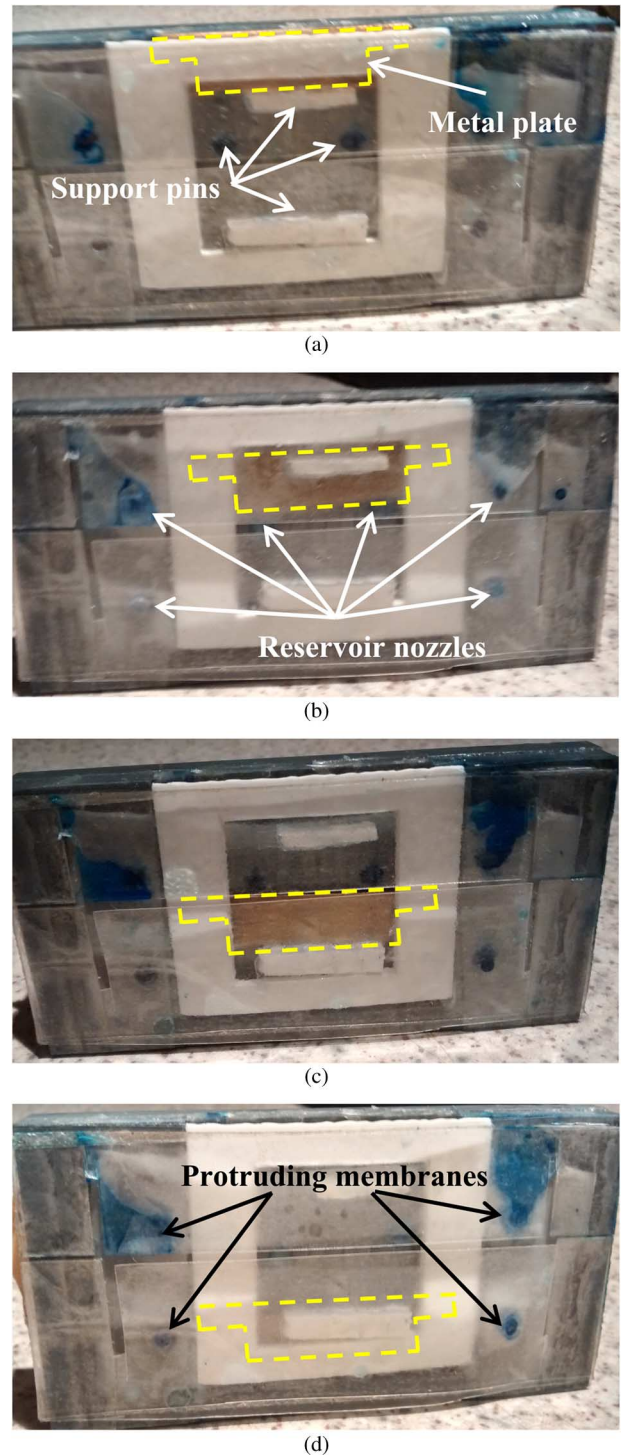 Metal plate
Support pins
(a)
Reservoir nozzles
(b)
(c)
Protruding membranes
(d)